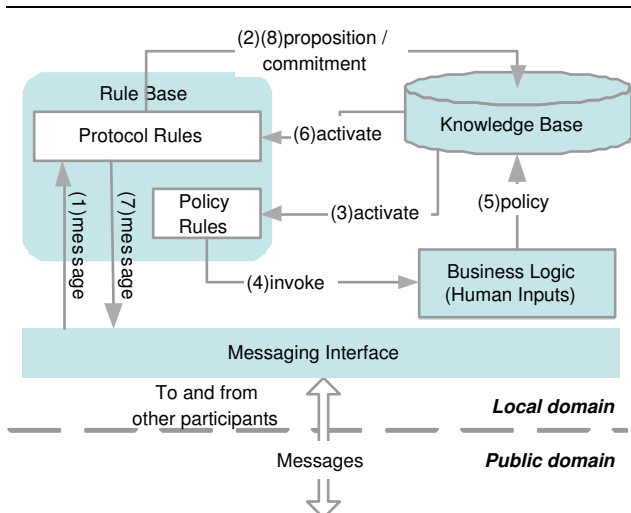 (2)(8)proposition /
commitment
Rule Base
Protocol Rules
(6)activate
Knowledge Base
(1)message
(7)message
Policy
Rules
(3)activate
(5)policy
(4)invoke
Business Logic
(Human Inputs)
Messaging Interface
To and from
other participants
Local domain
Messages
Public domain